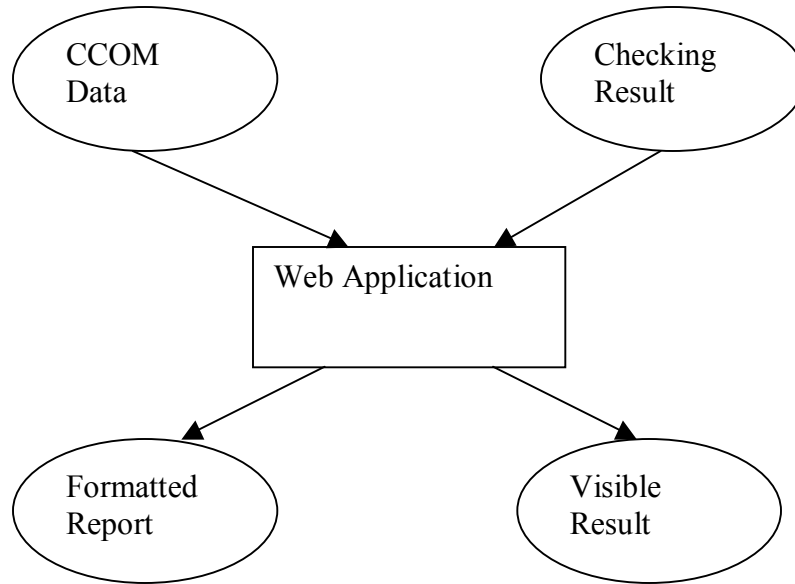 CCOM
Data
Checking
Result
Web Application
Formatted
Report
Visible
Result